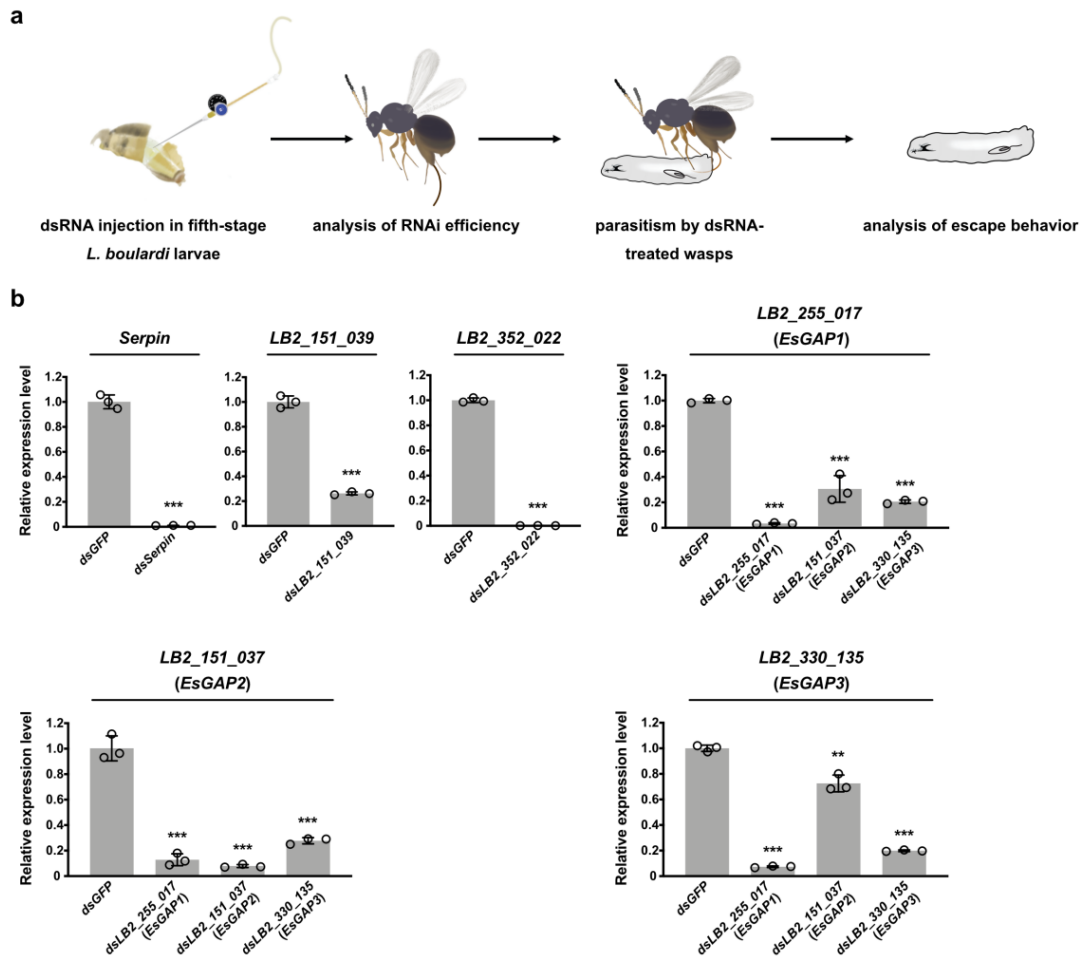 a
dsRNA injection in fifth-stage
L. boulardi larvae
analysis of RNAi efficiency
parasitism by dsRNA-
treated wasps
analysis of escape behavior
b
Serpin
Relative expression level
1.2
1.0
0.8
0.6
0.4
0.2
0
***
dsGFP
dsSerpin
LB2_151_039
1.2
1.0
0.8
0.6
0.4
0.2
0
***
dsGFP
dsLB2_151_039
LB2_352_022
1.2
1.0
0.8
0.6
0.4
0.2
0
***
dsGFP
dsLB2_352_022
LB2_255_017
(EsGAP1)
Relative expression level
1.2
1.0
0.8
0.6
0.4
0.2
0
***
***
***
dsGFP
dsLB2_255_017
(EsGAP1)
dsLB2_151_037
(EsGAP2)
dsLB2_330_135
(EsGAP3)
LB2_151_037
(EsGAP2)
Relative expression level
1.2
1.0
0.8
0.6
0.4
0.2
0
***
***
***
dsGFP
dsLB2_255_017
(EsGAP1)
dsLB2_151_037
(EsGAP2)
dsLB2_330_135
(EsGAP3)
LB2_330_135
(EsGAP3)
Relative expression level
1.2
1.0
0.8
0.6
0.4
0.2
0
***
**
***
dsGFP
dsLB2_255_017
(EsGAP1)
dsLB2_151_037
(EsGAP2)
dsLB2_330_135
(EsGAP3)